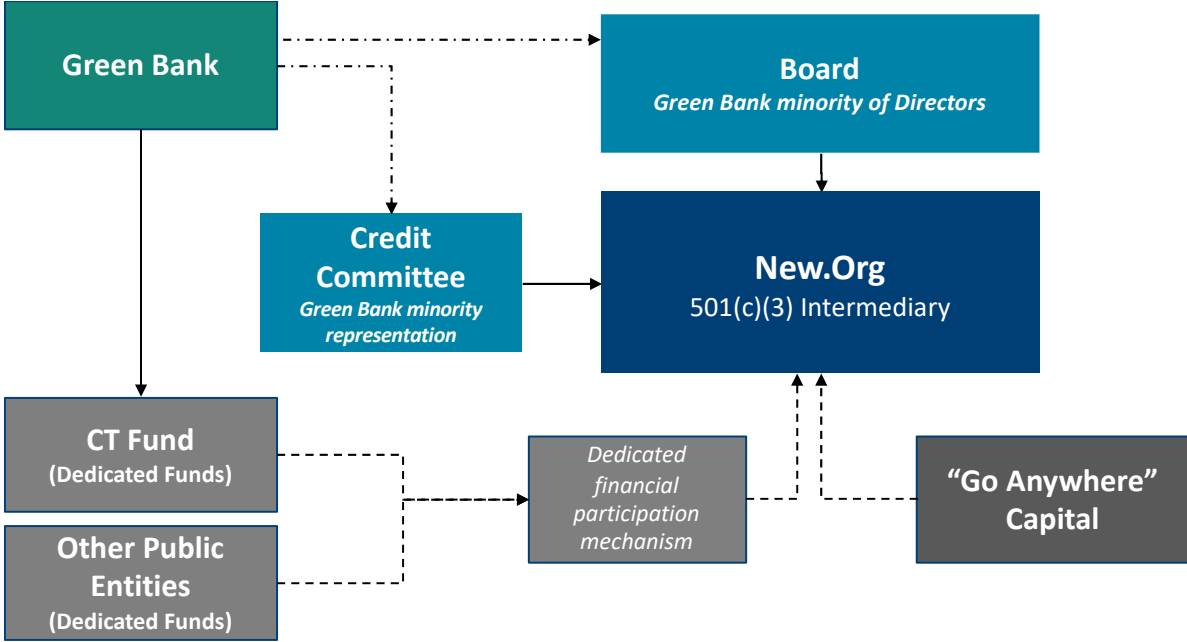 Green Bank
Board
Green Bank minority of Directors
Credit
Committee
Green Bank minority
representation
New.Org
501(c)(3) Intermediary
CT Fund
(Dedicated Funds)
Other Public
Entities
(Dedicated Funds)
Dedicated
financial
participation
mechanism
“Go Anywhere”
Capital